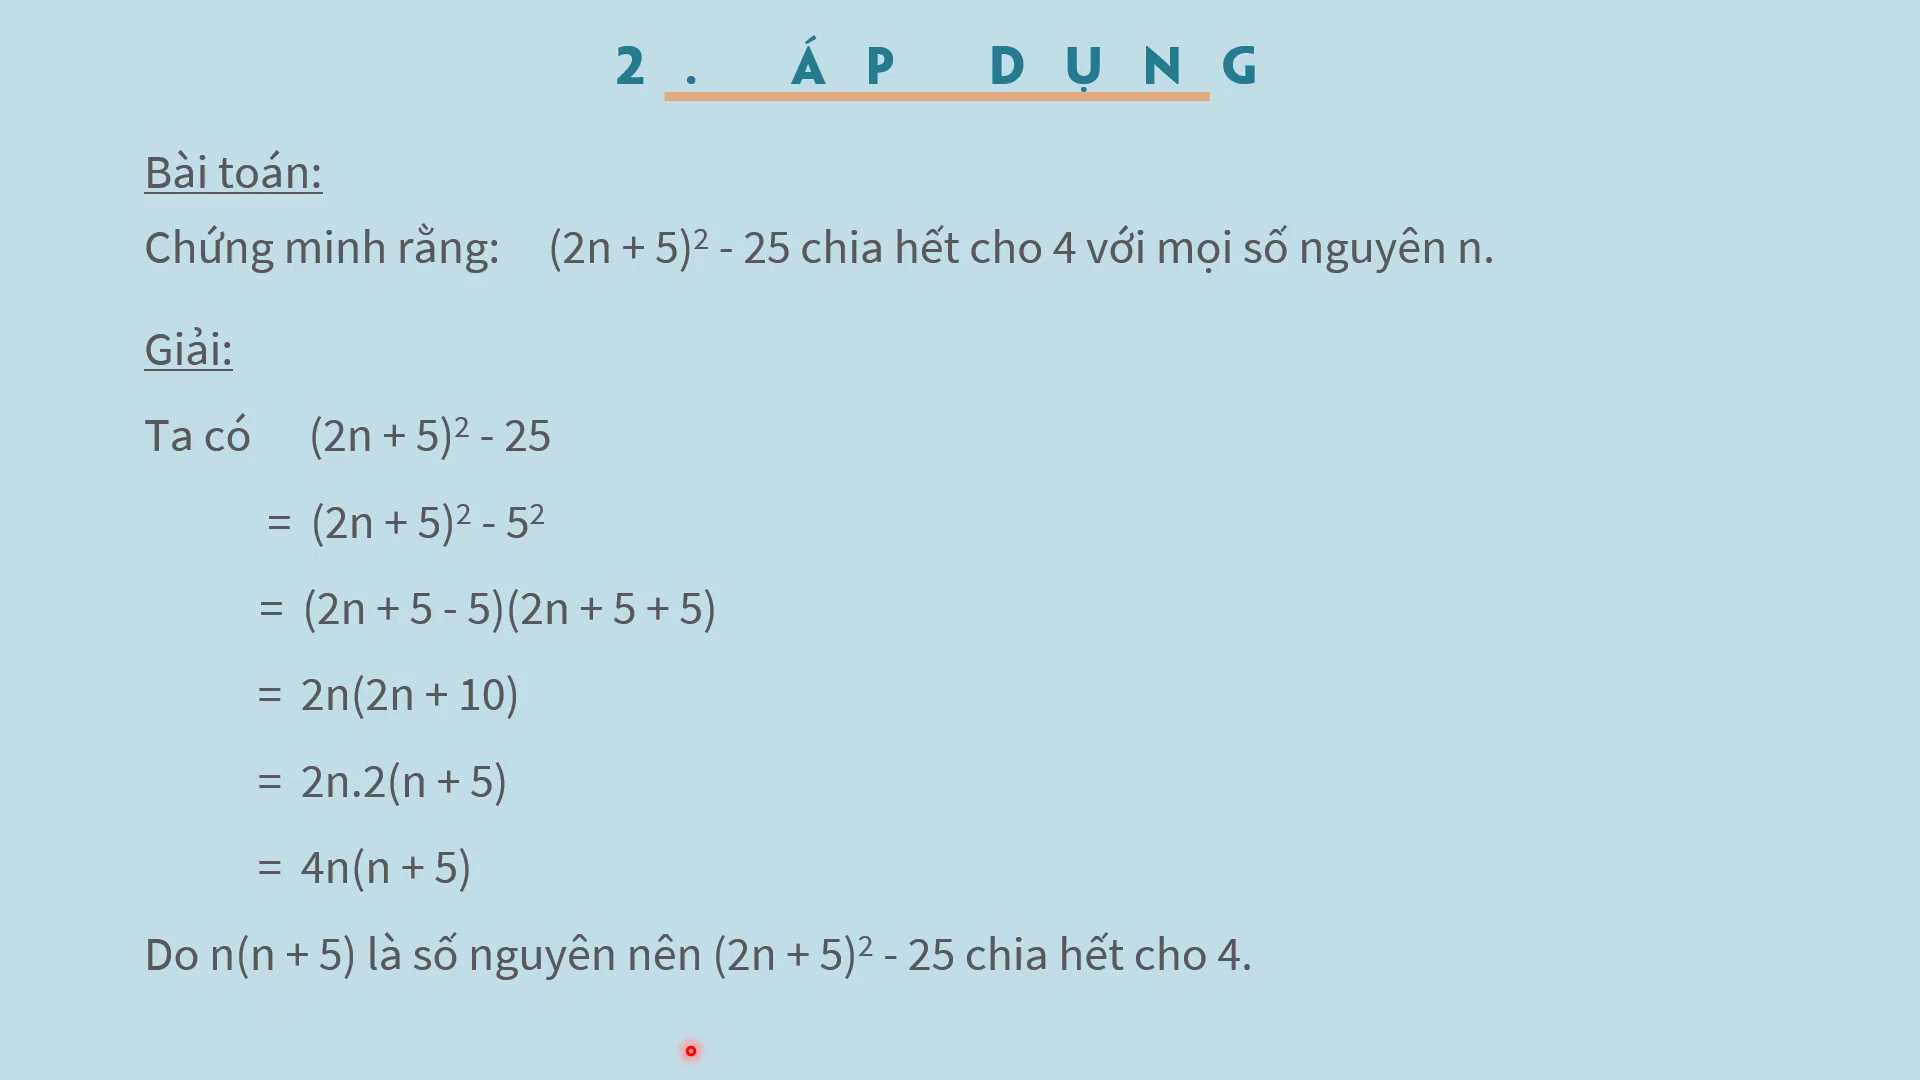 2. ÁP DỤNG
Bài toán:
Chứng minh rằng: (2n + 5)² - 25 chia hết cho 4 với mọi số nguyên n.
Giải:
Ta có (2n + 5)² - 25
= (2n + 5)² - 5²
= (2n + 5 - 5)(2n + 5 + 5)
= 2n(2n + 10)
= 2n.2(n + 5)
= 4n(n + 5)
Do n(n + 5) là số nguyên nên (2n + 5)² - 25 chia hết cho 4.